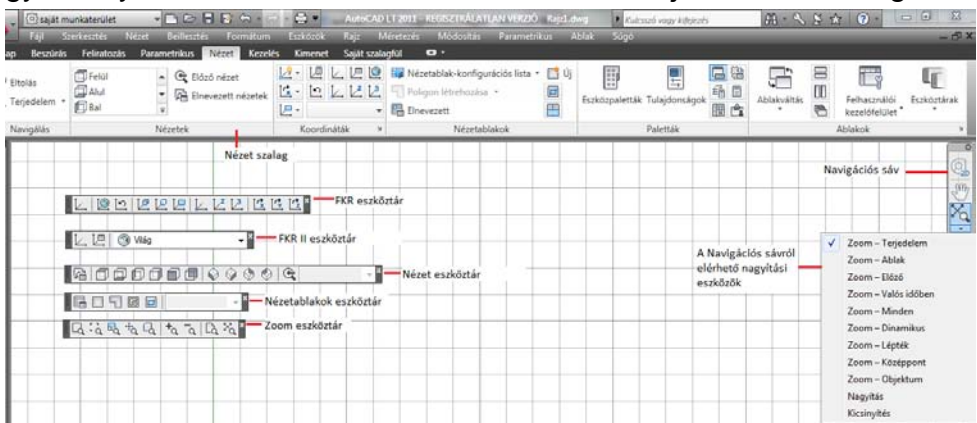 saját munkaterület AutoCAD LT 2011 - REGISZTRÁLATLAN VERZIÓ Rajz1.dwg Kulcsszó vagy kifejezés
Fájl Szerkesztés Nézet Beillesztés Formátum Eszközök Rajz Méretezés Módosítás Parametrikus Ablak Súgó
ap Beszúrás Feliratozás Parametrikus Nézet Kezelés Kimenet Saját szalagfül
Eltolás
Terjedelem
Felül
Alul
Bal
Előző nézet
Elnevezett nézetek
Nézetablak-konfigurációs lista
Poligon létrehozása
Elnevezett
Új
Eszközpaletták Tulajdonságok
Ablakváltás
Felhasználói
kezelőfelület
Eszköztárak
Navigálás Nézetek Koordináták Nézetablakok Paletták Ablakok
Nézet szalag
Navigációs sáv
FKR eszköztár
Világ
FKR II eszköztár
Nézet eszköztár
Nézetablakok eszköztár
Zoom eszköztár
A Navigációs sávról
elérhető nagyítási
eszközök
Zoom – Terjedelem
Zoom – Ablak
Zoom – Előző
Zoom – Valós időben
Zoom – Minden
Zoom – Dinamikus
Zoom – Lépték
Zoom – Középpont
Zoom – Objektum
Nagyítás
Kicsinyítés